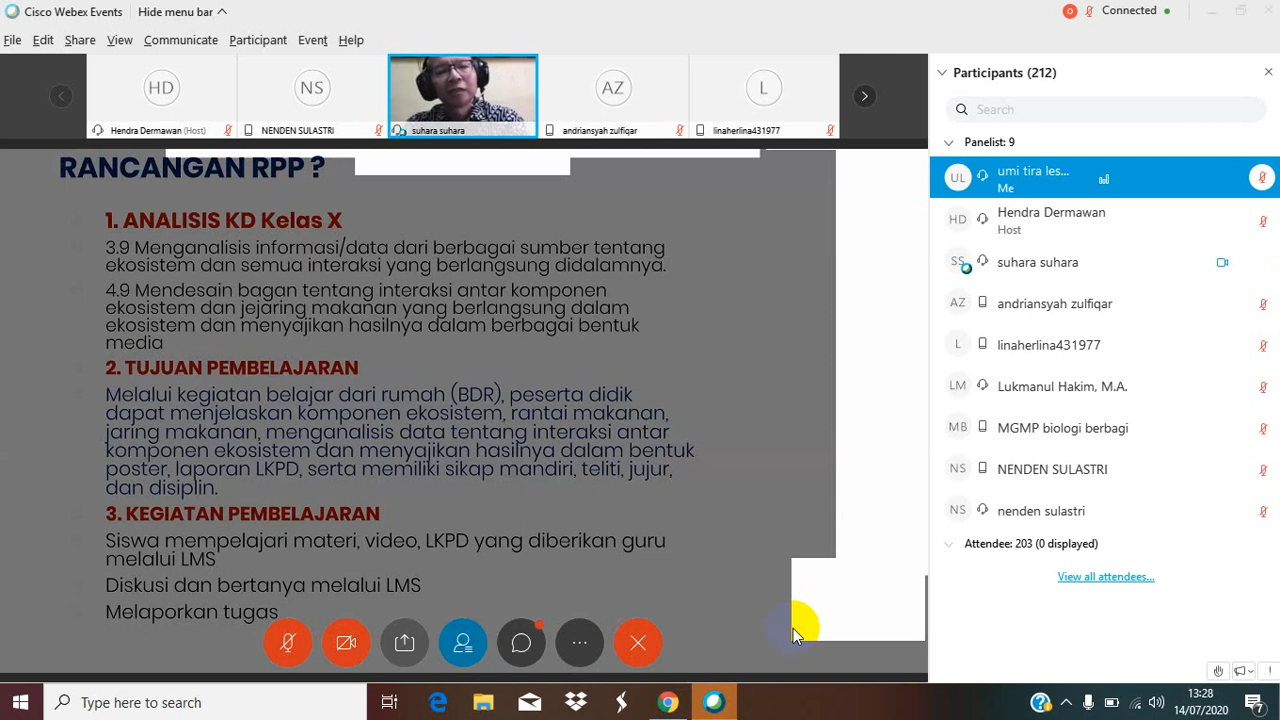 Cisco Webex Events
Hide menu bar
Connected
File Edit Share View Communicate Participant Event Help
HD
NS
AZ
L
Hendra Dermawan (Host)
NENDEN SULASTRI
suhara suhara
andriansyah zulfiqar
linaherlina431977
RANCANGAN RPP ?
1. ANALISIS KD Kelas X
3.9 Menganalisis informasi/data dari berbagai sumber tentang
ekosistem dan semua interaksi yang berlangsung didalamnya.
4.9 Mendesain bagan tentang interaksi antar komponen
ekosistem dan jejaring makanan yang berlangsung dalam
ekosistem dan menyajikan hasilnya dalam berbagai bentuk
media
2. TUJUAN PEMBELAJARAN
Melalui kegiatan belajar dari rumah (BDR), peserta didik
dapat menjelaskan komponen ekosistem, rantai makanan,
jaring makanan, menganalisis data tentang interaksi antar
komponen ekosistem dan menyajikan hasilnya dalam bentuk
poster, laporan LKPD, serta memiliki sikap mandiri, teliti, jujur,
dan disiplin.
3. KEGIATAN PEMBELAJARAN
Siswa mempelajari materi, video, LKPD yang diberikan guru
melalui LMS
Diskusi dan bertanya melalui LMS
Melaporkan tugas
Participants (212)
Search
Panelist: 9
UL
umi tira les...
Me
HD
Hendra Dermawan
Host
SS
suhara suhara
AZ
andriansyah zulfiqar
L
linaherlina431977
LM
Lukmanul Hakim, M.A.
MB
MGMP biologi berbagi
NS
NENDEN SULASTRI
NS
nenden sulastri
Attendee: 203 (0 displayed)
View all attendees...
Type here to search
13:28
14/07/2020
7